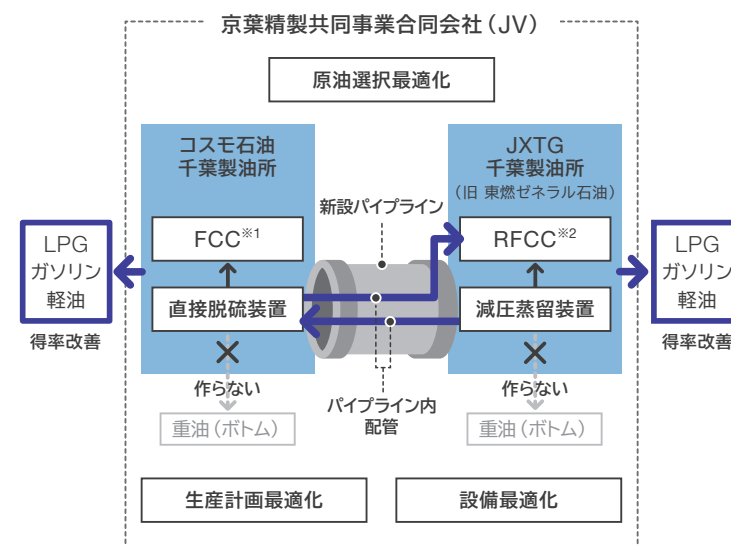 京葉精製共同事業合同会社（JV）
原油選択最適化
コスモ石油
千葉製油所
JXTG
千葉製油所
（旧 東燃ゼネラル石油）
新設パイプライン
FCC※1
RFCC※2
LPG
ガソリン
軽油
得率改善
直接脱硫装置
減圧蒸留装置
LPG
ガソリン
軽油
得率改善
作らない
重油（ボトム）
パイプライン内
配管
作らない
重油（ボトム）
生産計画最適化
設備最適化